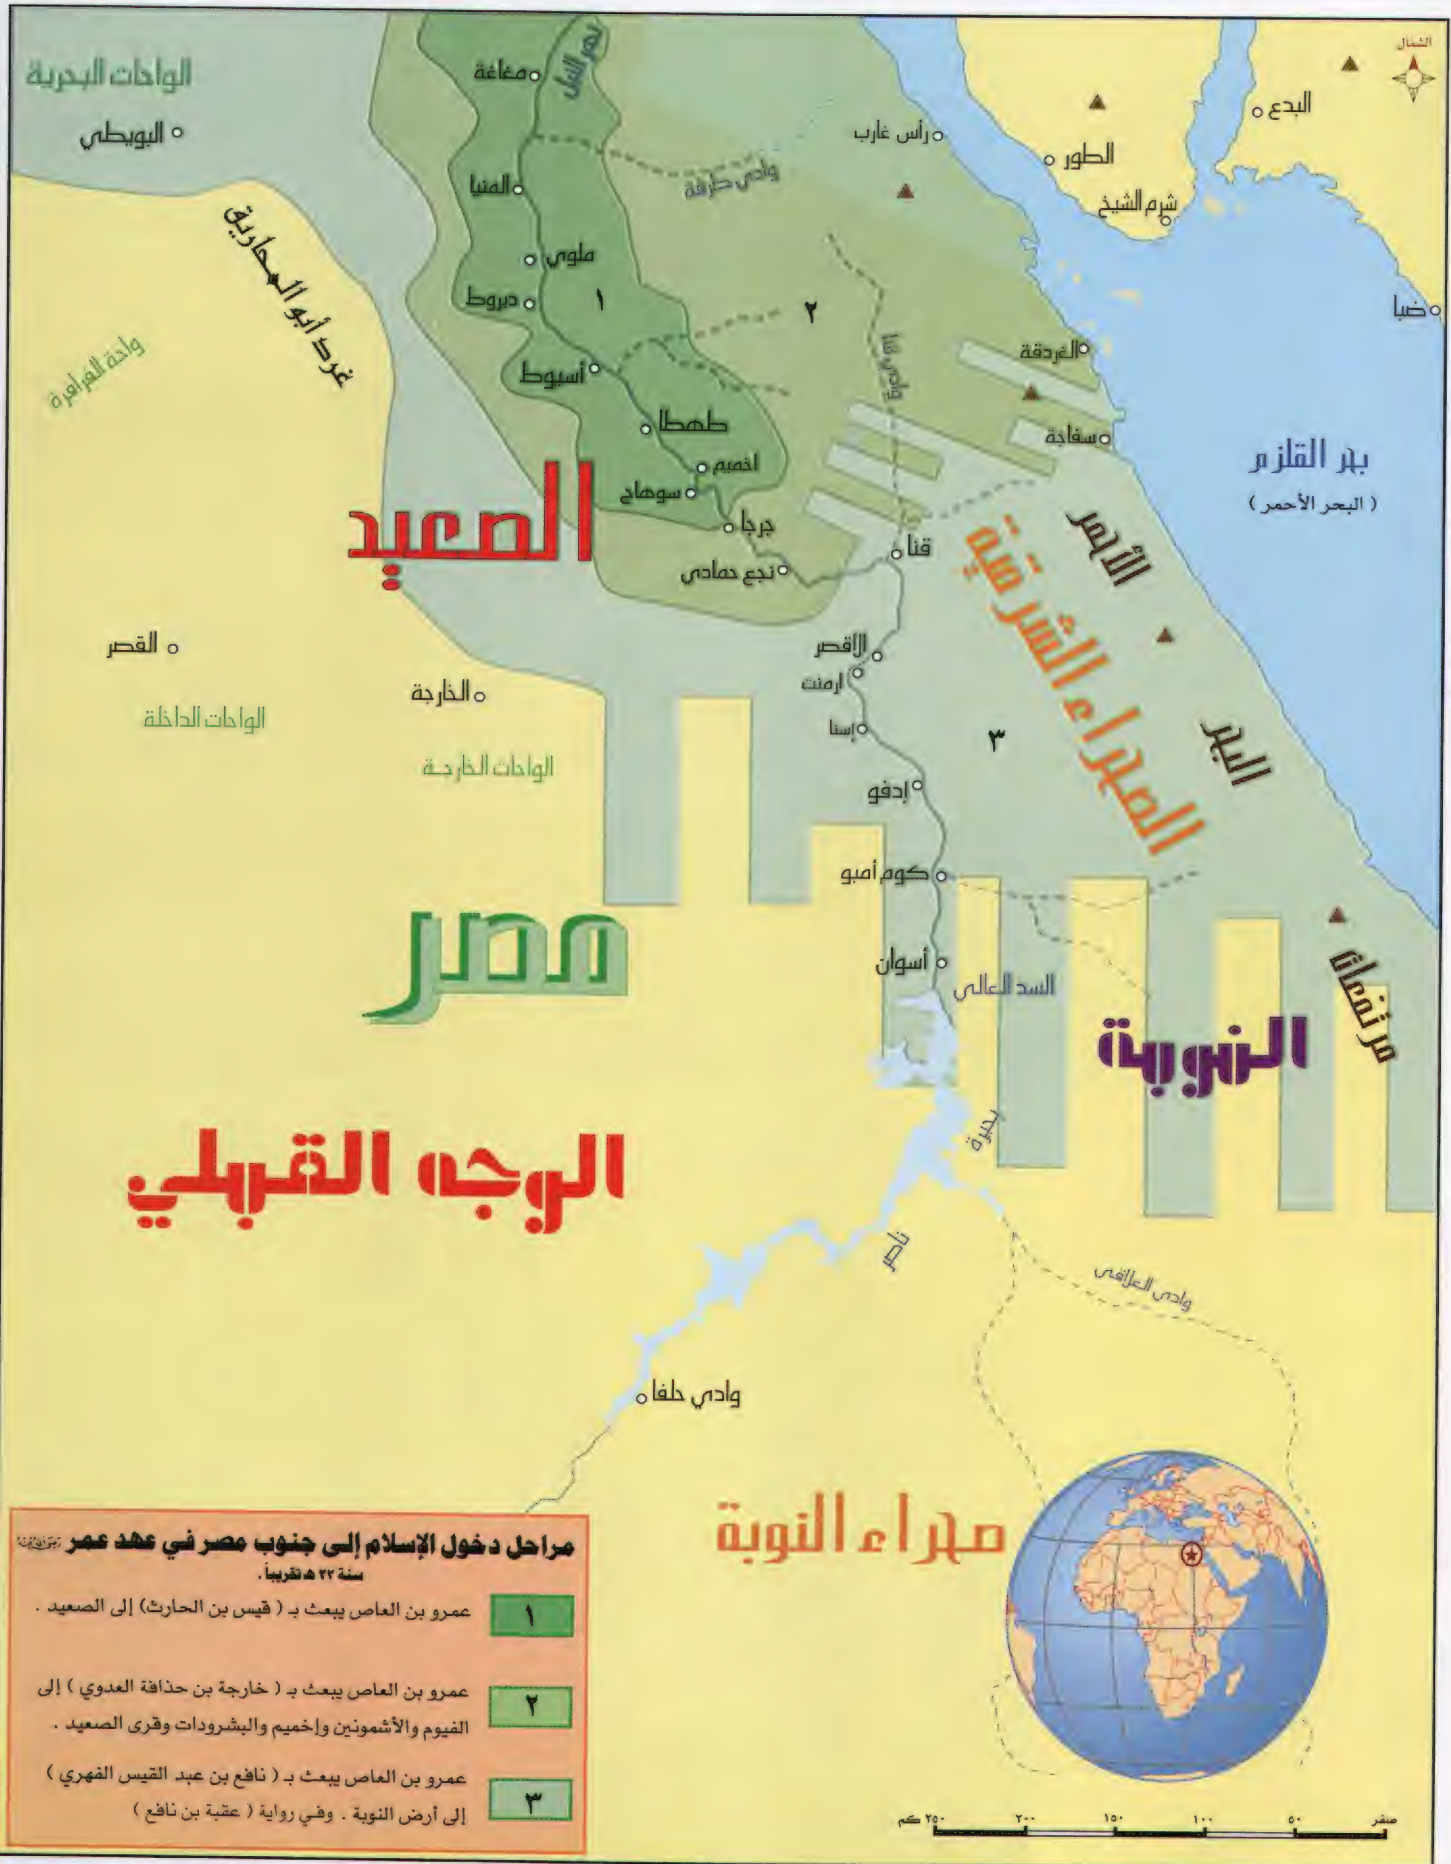 الشمال
الواحات البحرية
البويطي
نهر النيل
مغاغة
المنيا
ملوي
ديروط
١
أسيوط
طهطا
اخميم
سوهاج
جرجا
نجع حمادي
قنا
وادي طرفة
٢
وادي قنا
رأس غارب
الطور
شرم الشيخ
البدع
ضبا
الغردقة
سفاجة
بحر القلزم
( البحر الأحمر )
غرد أبو المحاريق
واحة الفرافرة
الصعيد
القصر
الواحات الداخلة
الخارجة
الواحات الخارجة
الاقصر
ارمنت
إسنا
إدفو
كوم أمبو
أسوان
السد العالي
٣
الصحراء الشرقية
مرتفعات
البحر
الأحمر
مصر
النوبة
الوجه القبلي
بحيرة
ناصر
وادي العلاقي
وادي حلفا
صحراء النوبة
مراحل دخول الإسلام إلى جنوب مصر في عهد عمر
سنة ٢٢ هـ تقريباً .
١
عمرو بن العاص يبعث بـ ( قيس بن الحارث) إلى الصعيد .
٢
عمرو بن العاص يبعث بـ ( خارجة بن حذافة العدوي ) إلى
الفيوم والأشمونين وإخميم والبشرودات وقرى الصعيد .
٣
عمرو بن العاص يبعث بـ ( نافع بن عبد القيس الفهري )
إلى أرض النوبة . وفي رواية ( عقبة بن نافع )
صفر ٥٠ ١٠٠ ١٥٠ ٢٠٠ ٢٥٠ كم